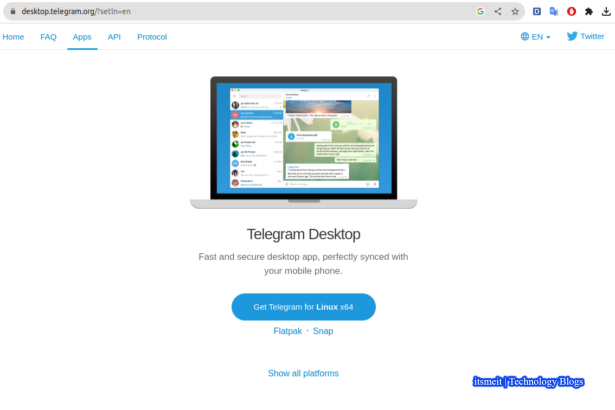 desktop.telegram.org/?setln=en
Home FAQ Apps API Protocol EN Twitter
Telegram Desktop
Fast and secure desktop app, perfectly synced with
your mobile phone.
Get Telegram for Linux x64
Flatpak • Snap
Show all platforms
itsmeit | Technology Blogs